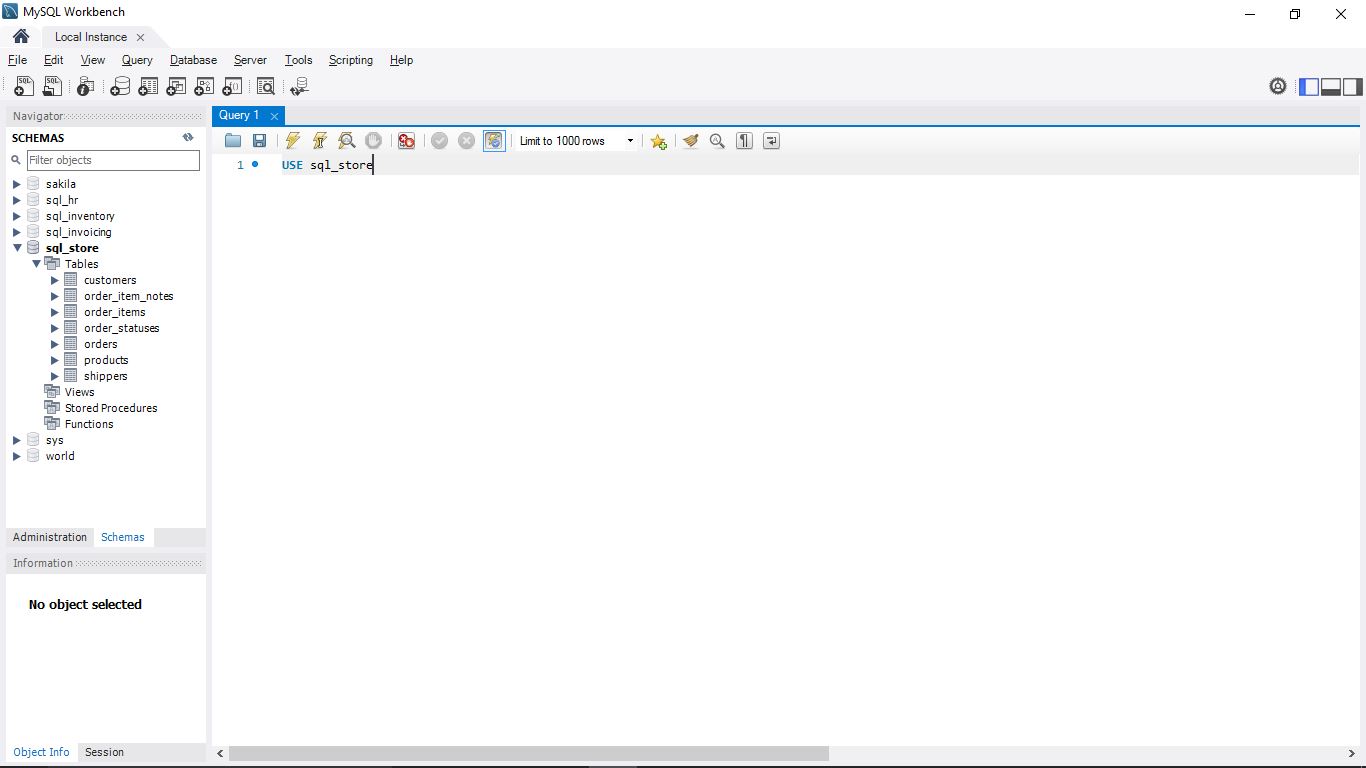 MySQL Workbench
Local Instance
File Edit View Query Database Server Tools Scripting Help
Navigator
SCHEMAS
Filter objects
sakila
sql_hr
sql_inventory
sql_invoicing
sql_store
Tables
customers
order_item_notes
order_items
order_statuses
orders
products
shippers
Views
Stored Procedures
Functions
sys
world
Administration Schemas
Information
No object selected
Object Info Session
Query 1
Limit to 1000 rows
1 USE sql_store